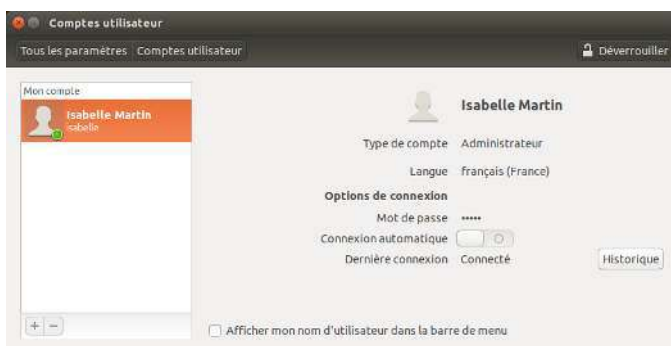 Comptes utilisateur
Tous les paramètres Comptes utilisateur Déverrouiller
Mon compte
Isabelle Martin
isabelle
Isabelle Martin
Type de compte Administrateur
Langue français (France)
Options de connexion
Mot de passe •••••
Connexion automatique
Dernière connexion Connecté Historique
+ −
Afficher mon nom d'utilisateur dans la barre de menu